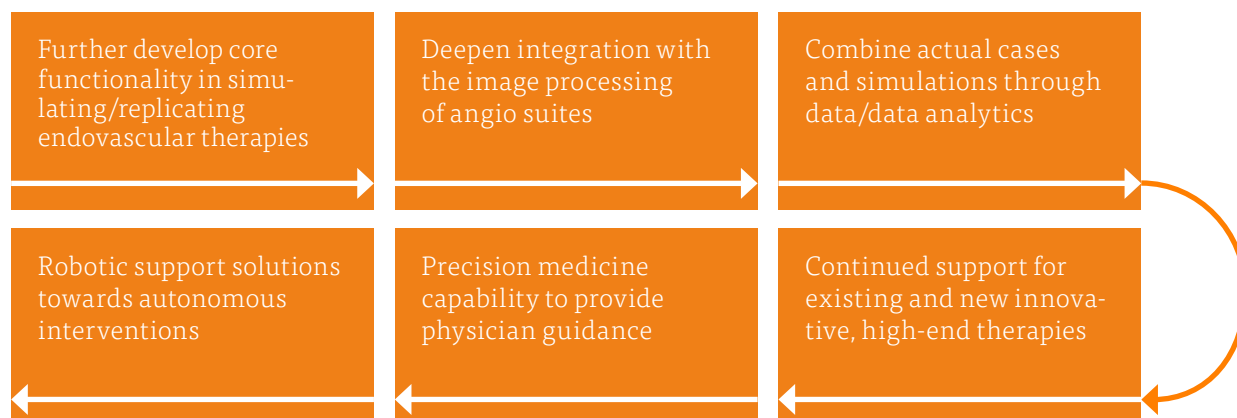 Further develop core
functionality in simu-
lating/replicating
endovascular therapies
Deepen integration with
the image processing
of angio suites
Combine actual cases
and simulations through
data/data analytics
Continued support for
existing and new innova-
tive, high-end therapies
Precision medicine
capability to provide
physician guidance
Robotic support solutions
towards autonomous
interventions